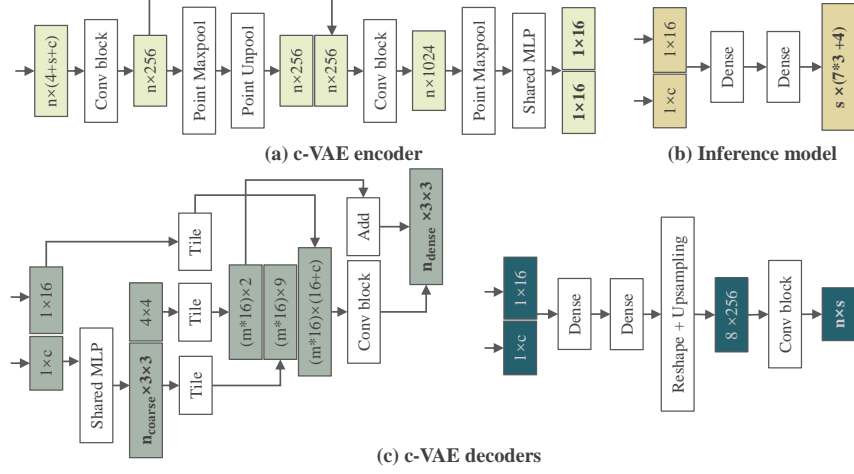 n×(4+s+c)
Conv block
n×256
Point Maxpool
Point Unpool
n×256
n×256
Conv block
n×1024
Point Maxpool
Shared MLP
1×16
1×16
(a) c-VAE encoder
1×16
1×c
Dense
Dense
s ×(7*3 +4)
(b) Inference model
1×16
1×c
Shared MLP
4×4
n_coarse ×3×3
Tile
Tile
Tile
(m*16)×2
(m*16)×9
(m*16)×(16+c)
Add
Conv block
n_dense ×3×3
1×16
1×c
Dense
Dense
Reshape + Upsampling
8 ×256
Conv block
n×s
(c) c-VAE decoders